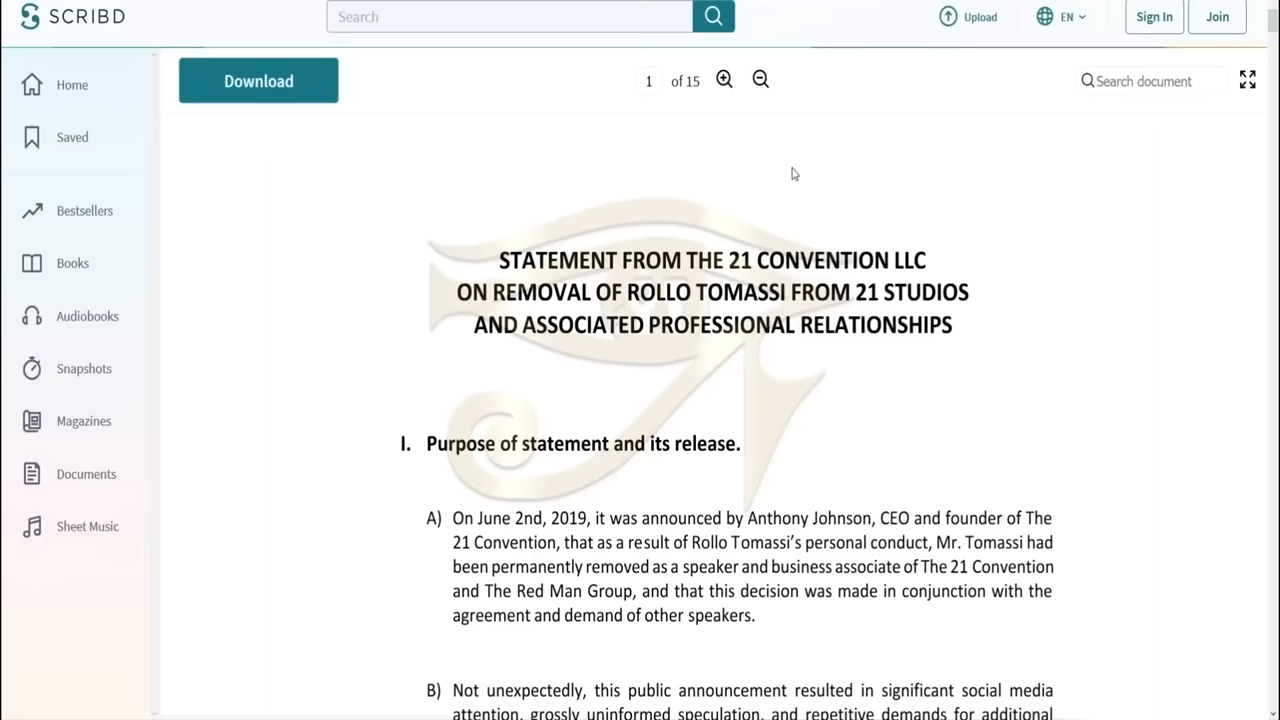 SCRIBD
Search
Upload
EN
Sign In
Join
Home
Saved
Bestsellers
Books
Audiobooks
Snapshots
Magazines
Documents
Sheet Music
Download
1 of 15
Search document
STATEMENT FROM THE 21 CONVENTION LLC
ON REMOVAL OF ROLLO TOMASSI FROM 21 STUDIOS
AND ASSOCIATED PROFESSIONAL RELATIONSHIPS
I. Purpose of statement and its release.
A) On June 2nd, 2019, it was announced by Anthony Johnson, CEO and founder of The
21 Convention, that as a result of Rollo Tomassi’s personal conduct, Mr. Tomassi had
been permanently removed as a speaker and business associate of The 21 Convention
and The Red Man Group, and that this decision was made in conjunction with the
agreement and demand of other speakers.
B) Not unexpectedly, this public announcement resulted in significant social media
attention, grossly uninformed speculation, and repetitive demands for additional